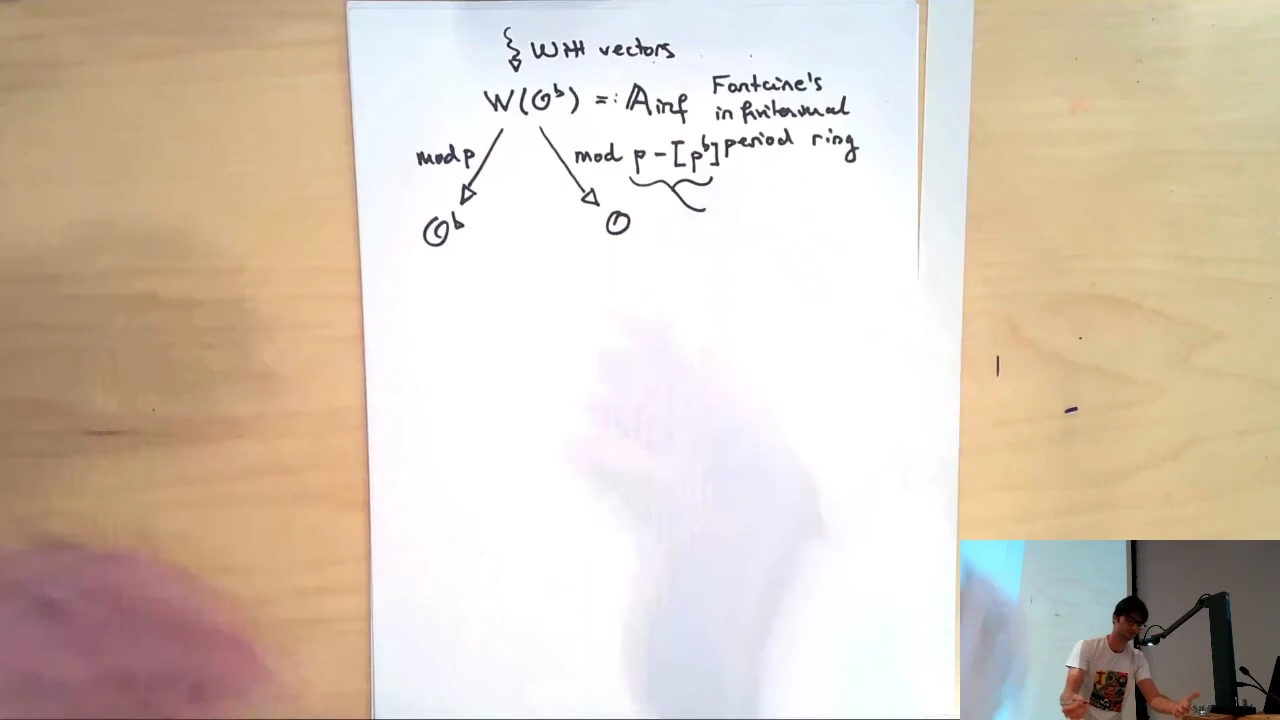 Witt vectors
W(O^b) =: A_inf Fontaine's
infinitesimal
period ring
mod p mod p - [p^b]
O^b O